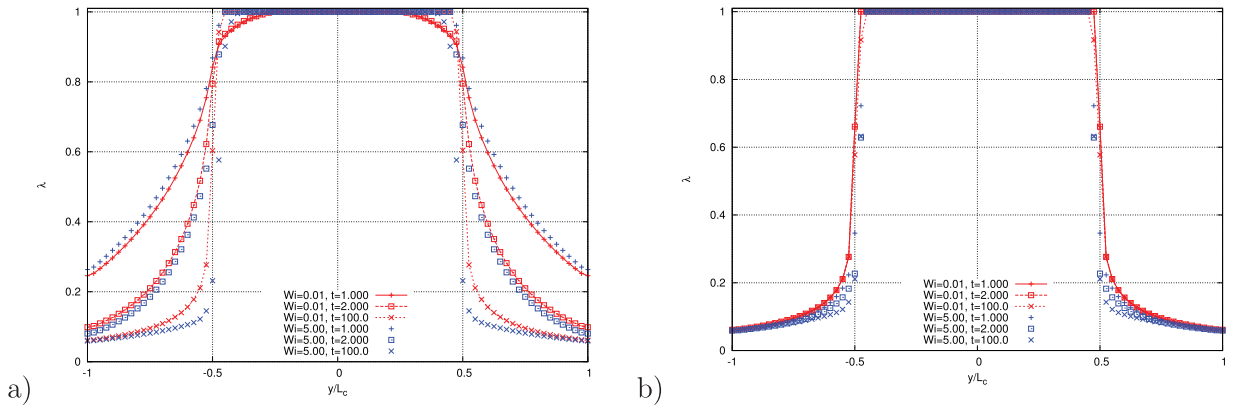 1
0.8
0.6
0.4
0.2
0
-1
-0.5
0
0.5
1
λ
y/Lc
Wi=0.01, t=1.000
Wi=0.01, t=2.000
Wi=0.01, t=100.0
Wi=5.00, t=1.000
Wi=5.00, t=2.000
Wi=5.00, t=100.0
a)
1
0.8
0.6
0.4
0.2
0
-1
-0.5
0
0.5
1
λ
y/Lc
Wi=0.01, t=1.000
Wi=0.01, t=2.000
Wi=0.01, t=100.0
Wi=5.00, t=1.000
Wi=5.00, t=2.000
Wi=5.00, t=100.0
b)